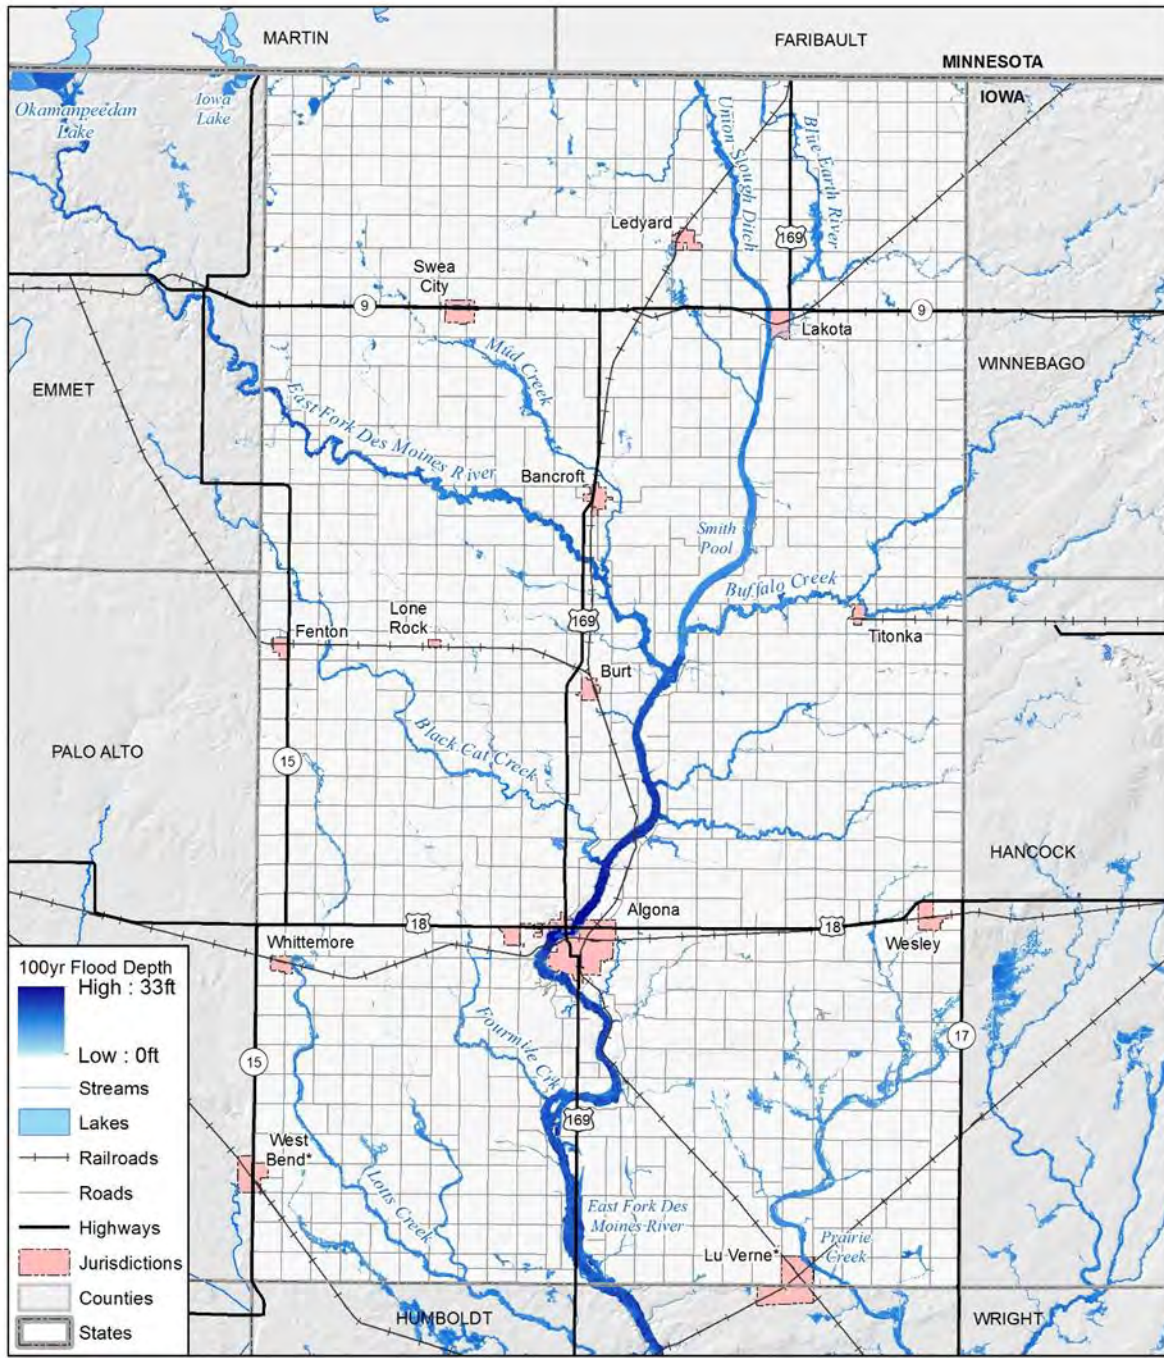 MARTIN
FARIBAULT
MINNESOTA
IOWA
Okamanpeedan
Lake
Iowa
Lake
Union Slough Ditch
Blue Earth River
Ledyard
169
Swea
City
9
9
Lakota
Mud Creek
WINNEBAGO
EMMET
East Fork Des Moines River
Bancroft
Smith
Pool
Buffalo Creek
Lone
Rock
169
Fenton
Titonka
Burt
Black Cat Creek
PALO ALTO
15
HANCOCK
Algona
18
18
Wesley
Whittemore
100yr Flood Depth
High : 33ft
Low : 0ft
Streams
Lakes
Railroads
Roads
Highways
Jurisdictions
Counties
States
Fourmile Crk
17
15
169
West
Bend*
Lotts Creek
East Fork Des
Moines River
Prairie
Creek
Lu Verne*
HUMBOLDT
WRIGHT